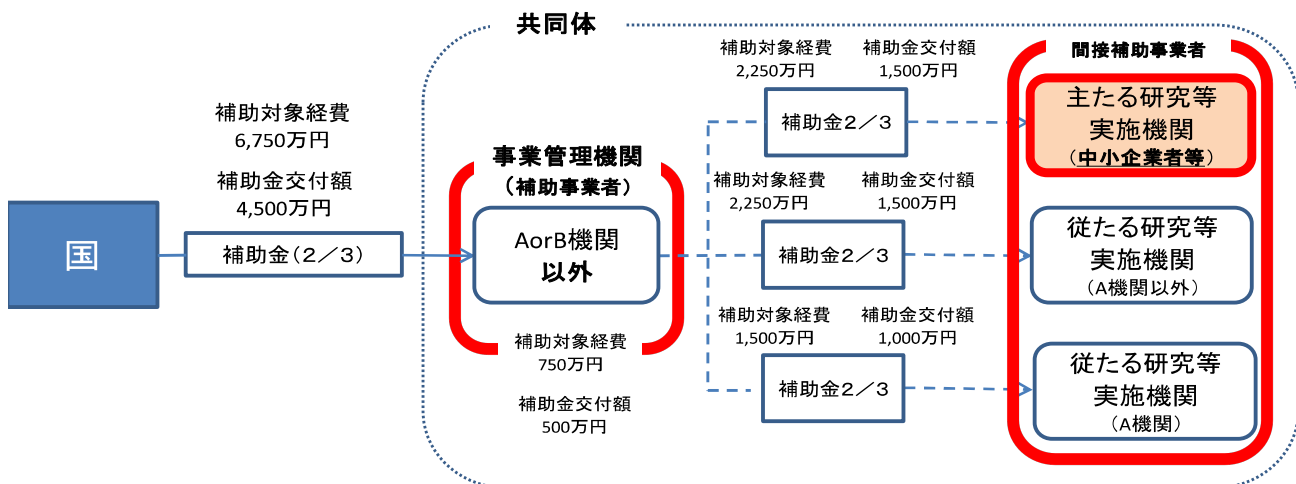 共同体
国
補助対象経費
6,750万円
補助金交付額
4,500万円
補助金(2/3)
事業管理機関
(補助事業者)
AorB機関
以外
補助対象経費
750万円
補助金交付額
500万円
補助対象経費
2,250万円
補助金交付額
1,500万円
補助金2/3
補助対象経費
2,250万円
補助金交付額
1,500万円
補助金2/3
補助対象経費
1,500万円
補助金交付額
1,000万円
補助金2/3
間接補助事業者
主たる研究等
実施機関
(中小企業者等)
従たる研究等
実施機関
(A機関以外)
従たる研究等
実施機関
(A機関)